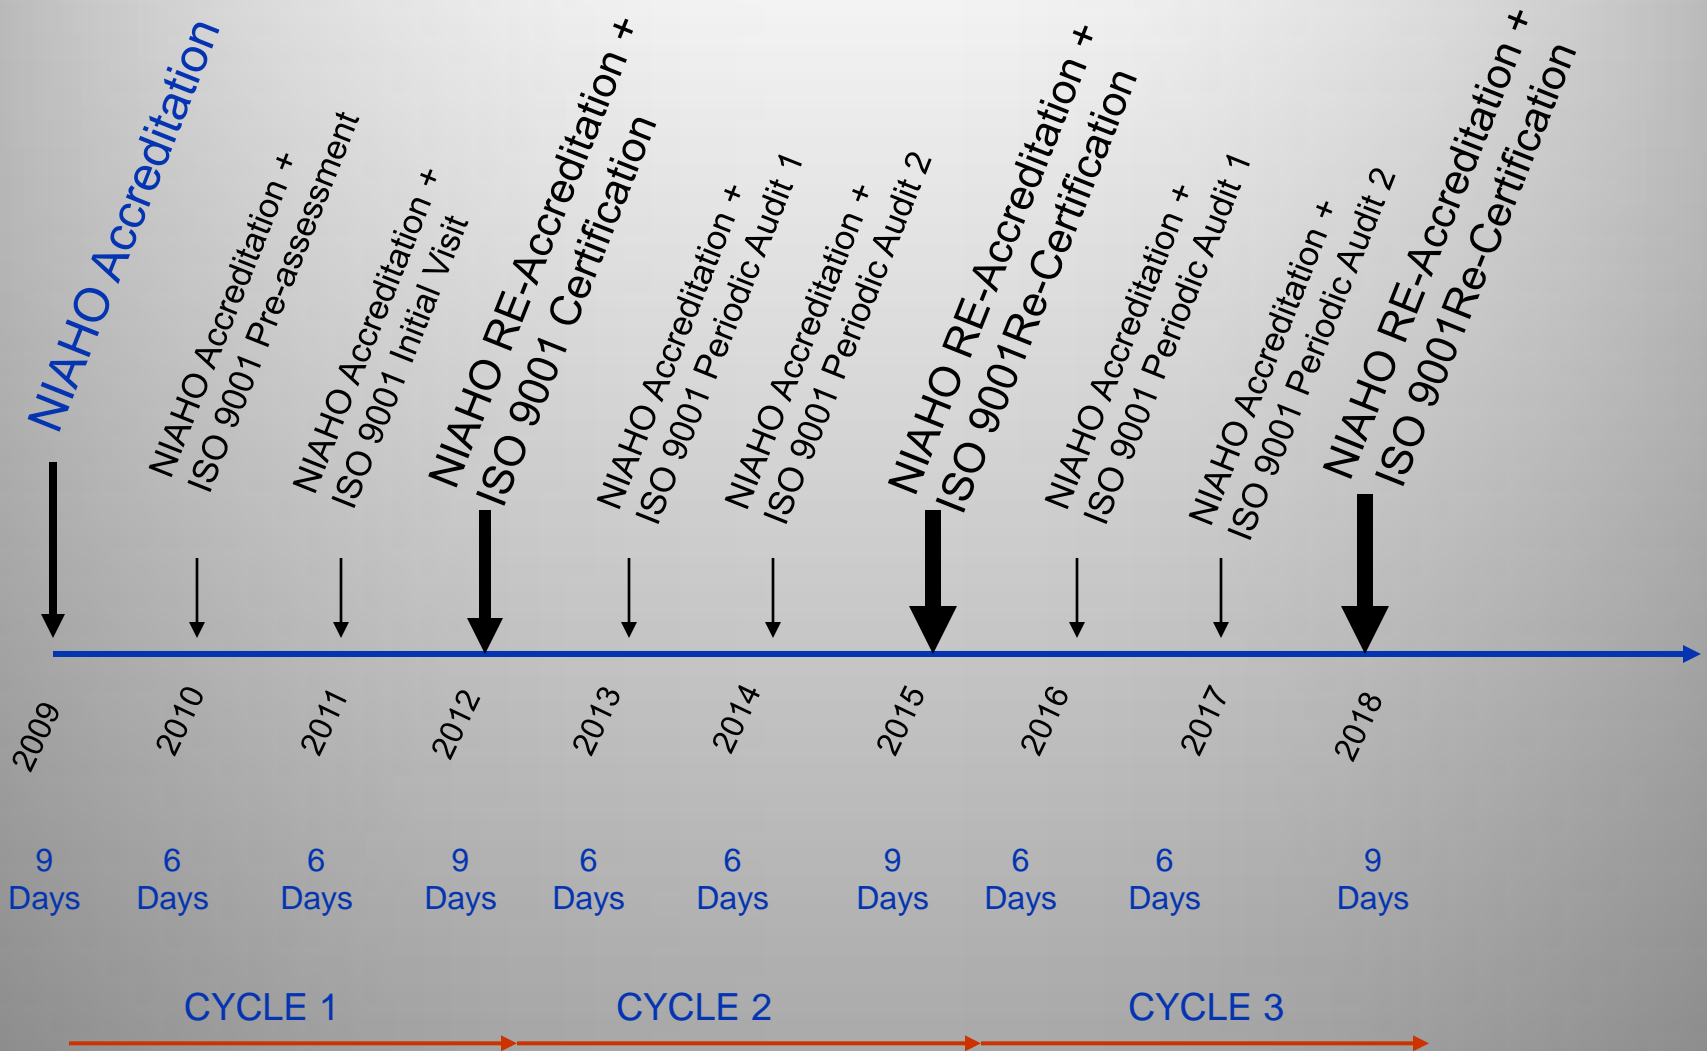 NIAHO Accreditation
NIAHO Accreditation +
ISO 9001 Pre-assessment
NIAHO Accreditation +
ISO 9001 Initial Visit
NIAHO RE-Accreditation +
ISO 9001 Certification
NIAHO Accreditation +
ISO 9001 Periodic Audit 1
NIAHO Accreditation +
ISO 9001 Periodic Audit 2
NIAHO RE-Accreditation +
ISO 9001Re-Certification
NIAHO Accreditation +
ISO 9001 Periodic Audit 1
NIAHO Accreditation +
ISO 9001 Periodic Audit 2
NIAHO RE-Accreditation +
ISO 9001Re-Certification
2009
2010
2011
2012
2013
2014
2015
2016
2017
2018
9
Days
6
Days
6
Days
9
Days
6
Days
6
Days
9
Days
6
Days
6
Days
9
Days
CYCLE 1
CYCLE 2
CYCLE 3